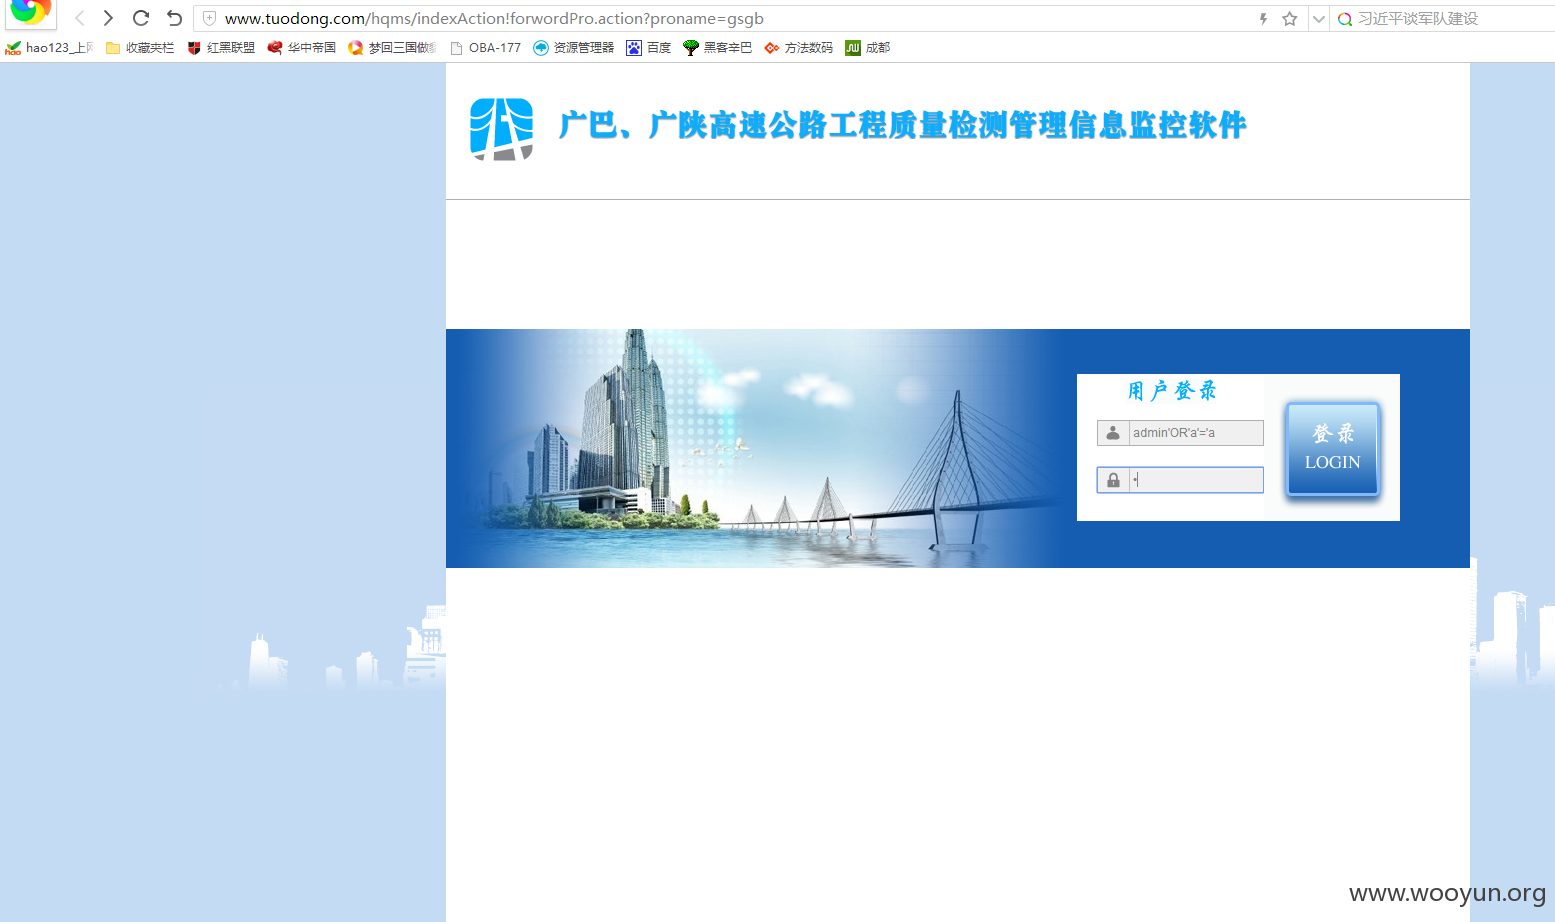 www.tuodong.com/hqms/indexAction!forwordPro.action?proname=gsgb
习近平谈军队建设
hao123_上网
收藏夹栏
红黑联盟
华中帝国
梦回三国做
OBA-177
资源管理器
百度
黑客辛巴
方法数码
成都
广巴、广陕高速公路工程质量检测管理信息监控软件
用户登录
admin'OR'a'='a
登录
LOGIN
www.wooyun.org